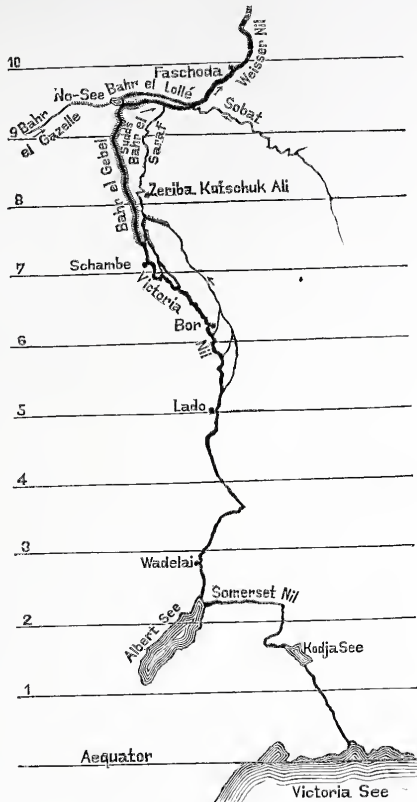 Weisser Nil
10
Faschoda
No-See
Bahr el Lollé
Sobat
9
Bahr el Gazelle
Sudds
Bahr el Saraf
Bahr el Gebel
Zeriba Kutschuk Ali
8
Schambe
7
Victoria Nil
Bor
6
Lado
5
4
3
Wadelai
Somerset Nil
2
Albert See
Kodja See
1
Aequator
Victoria See